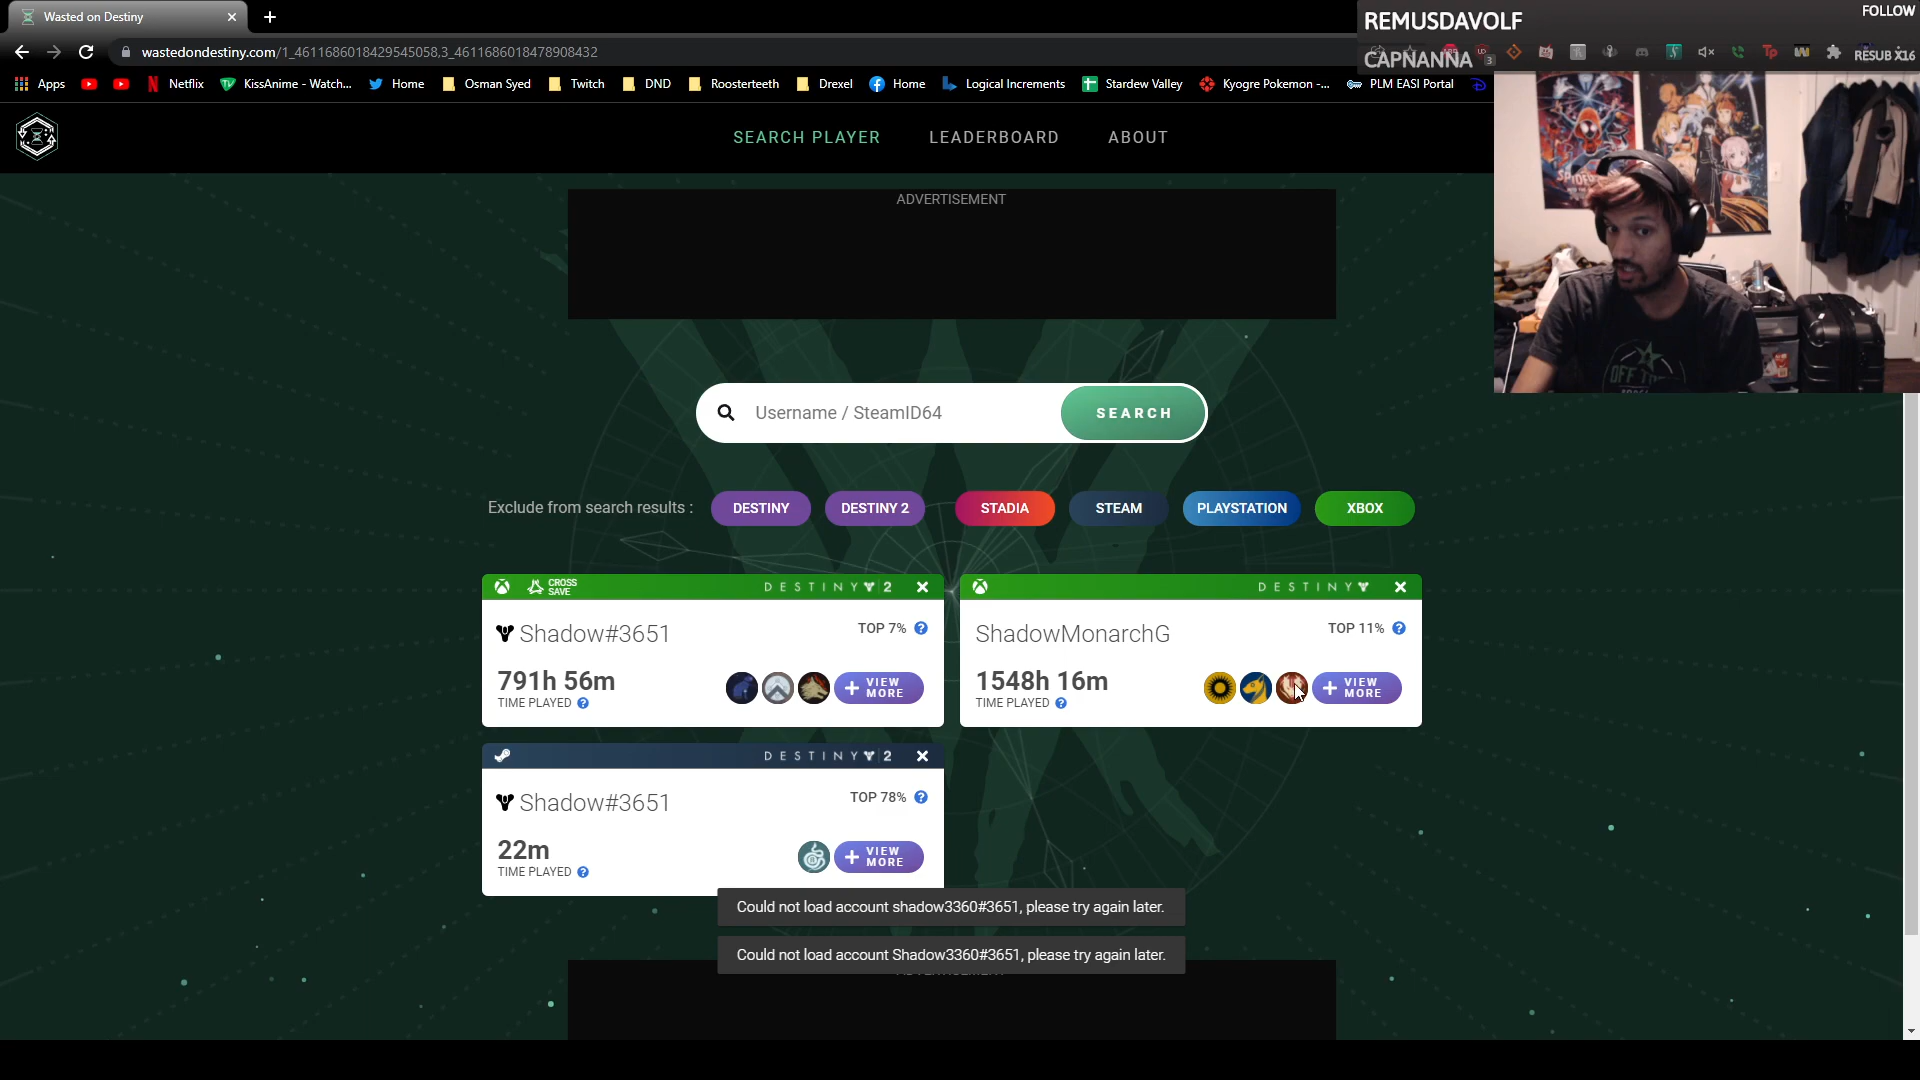 Wasted on Destiny
REMUSDAVOLF
FOLLOW
wastedondestiny.com/1_4611686018429545058,3_4611686018478908432
CAPNANNA
3
RESUB X16
Apps
Netflix
KissAnime - Watch...
Home
Osman Syed
Twitch
DND
Roosterteeth
Drexel
Home
Logical Increments
Stardew Valley
Kyogre Pokemon -...
PLM EASI Portal
SEARCH PLAYER
LEADERBOARD
ABOUT
ADVERTISEMENT
Username / SteamID64
SEARCH
Exclude from search results :
DESTINY
DESTINY 2
STADIA
STEAM
PLAYSTATION
XBOX
CROSS
SAVE
DESTINY 2
Shadow#3651
TOP 7%
791h 56m
TIME PLAYED
VIEW
MORE
DESTINY
ShadowMonarchG
TOP 11%
1548h 16m
TIME PLAYED
VIEW
MORE
DESTINY 2
Shadow#3651
TOP 78%
22m
TIME PLAYED
VIEW
MORE
Could not load account shadow3360#3651, please try again later.
Could not load account Shadow3360#3651, please try again later.